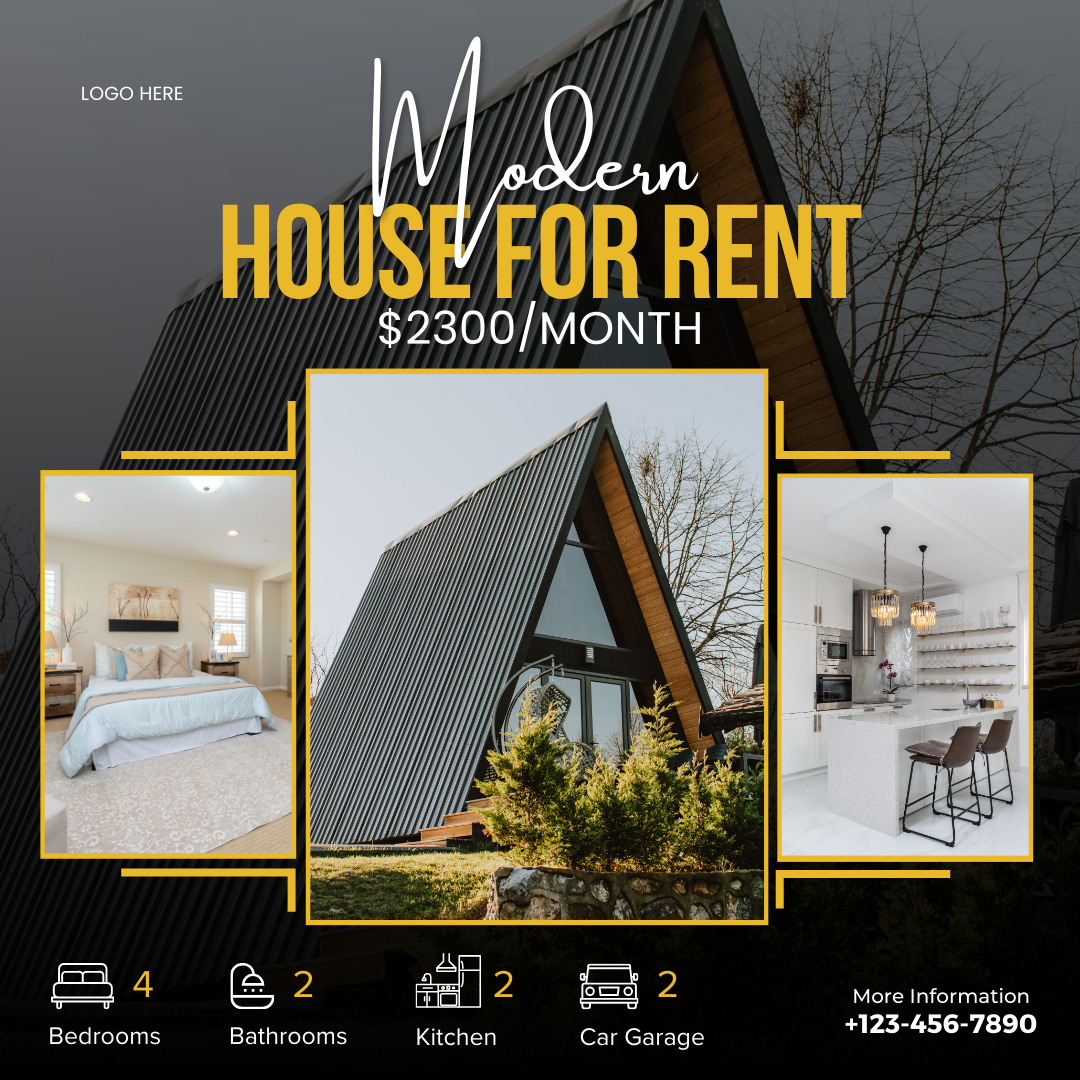 LOGO HERE
Modern
HOUSE FOR RENT
$2300/MONTH
4
Bedrooms
2
Bathrooms
2
Kitchen
2
Car Garage
More Information
+123-456-7890